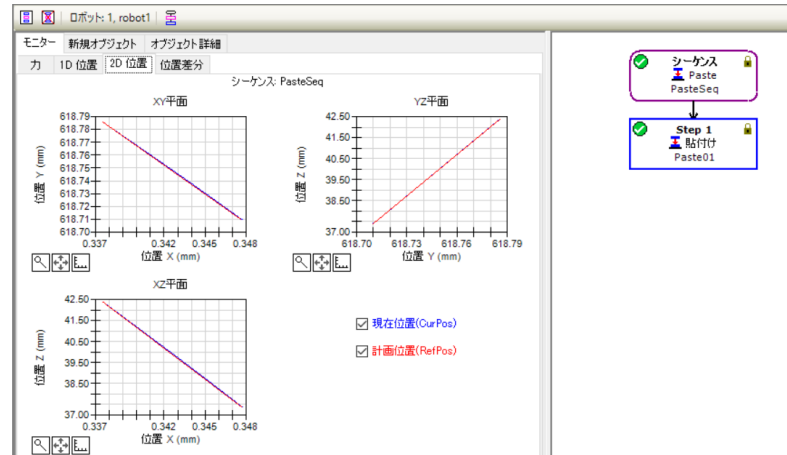 ロボット: 1, robot1
モニター 新規オブジェクト オブジェクト詳細
力 1D 位置 2D 位置 位置差分
シーケンス: PasteSeq
XY平面
618.79
618.78
618.77
618.76
618.75
618.74
618.73
618.72
618.71
618.70
位置 Y (mm)
0.337 0.342 0.345 0.348
位置 X (mm)
YZ平面
42.50
41.50
40.50
39.50
38.50
37.00
位置 Z (mm)
618.70 618.73 618.76 618.79
位置 Y (mm)
XZ平面
42.50
41.50
40.50
39.50
38.50
37.00
位置 Z (mm)
0.337 0.342 0.345 0.348
位置 X (mm)
現在位置(CurPos)
計画位置(RefPos)
シーケンス
Paste
PasteSeq
Step 1
貼付け
Paste01